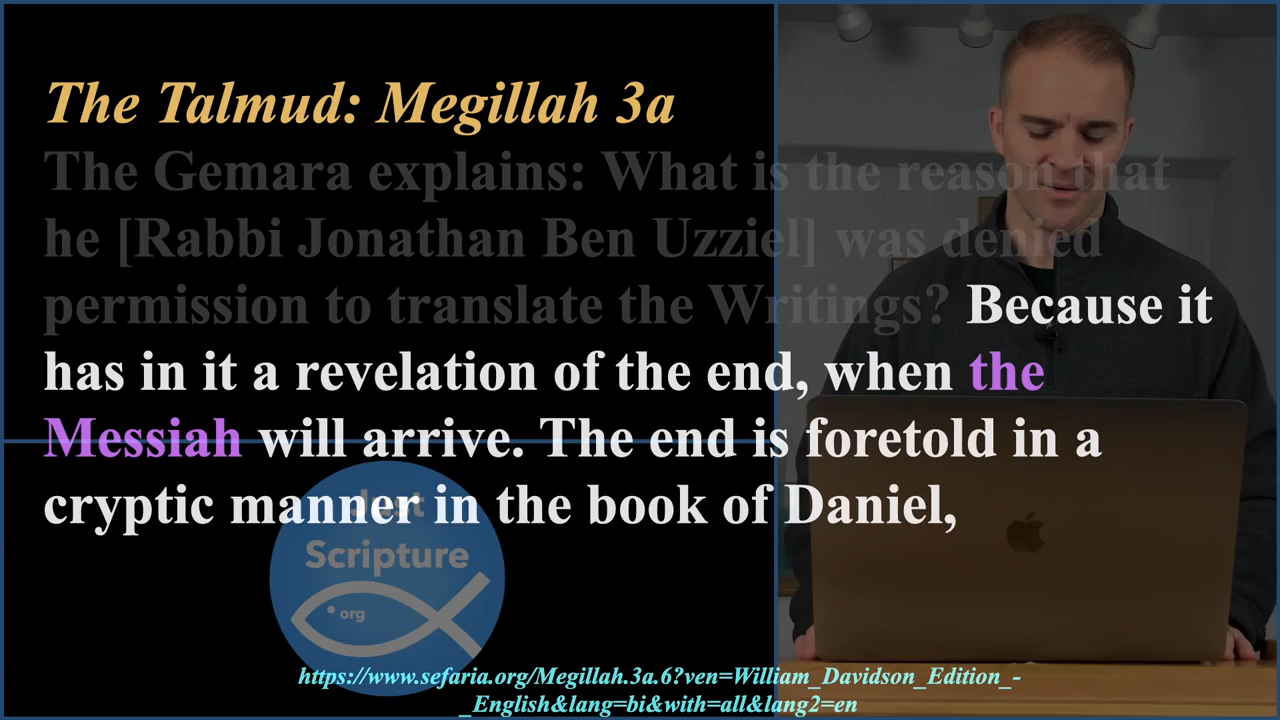 The Talmud: Megillah 3a
The Gemara explains: What is the reason that
he [Rabbi Jonathan Ben Uzziel] was denied
permission to translate the Writings? Because it
has in it a revelation of the end, when the
Messiah will arrive. The end is foretold in a
cryptic manner in the book of Daniel,
Just
Scripture
org
https://www.sefaria.org/Megillah.3a.6?ven=William_Davidson_Edition_-
_English&lang=bi&with=all&lang2=en